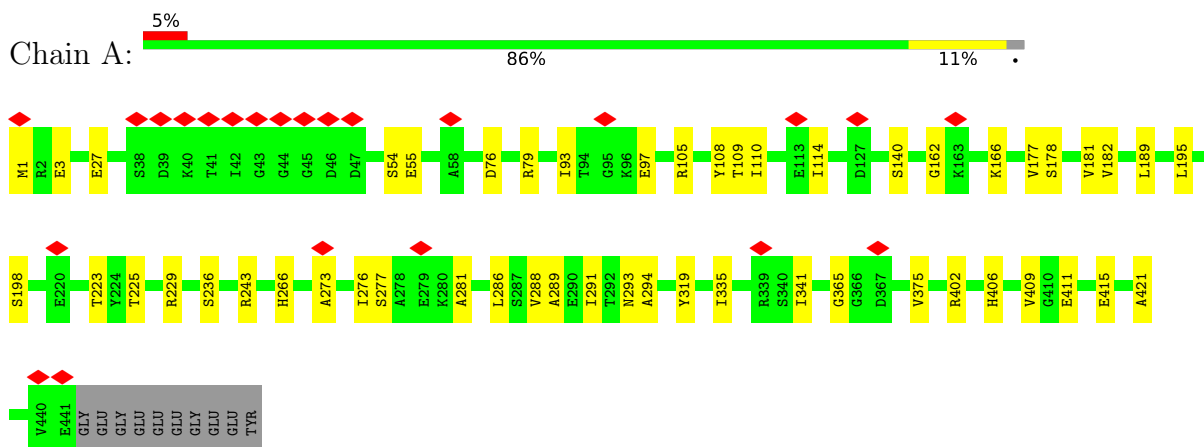 5%
Chain A:
86% 11% •
M1 R2 E3 E27 S38 D39 K40 T41 I42 G43 G44 G45 D46 D47 S54 E55 A58 D76 R79 I93 T94 G95 K96 E97 R105 Y108 T109 I110 E113 I114 D127 S140 G162 K163 K166 V177 S178 V181 V182 L189 L195
S198 E220 T223 Y224 T225 R229 S236 R243 H266 A273 I276 S277 A278 E279 K280 A281 L286 S287 V288 A289 E290 I291 T292 N293 A294 Y319 I335 R339 S340 I341 G365 G366 D367 V375 R402 H406 V409 G410 E411 E415 A421
V440 E441 GLY GLU GLY GLU GLU GLU GLY GLU GLU TYR